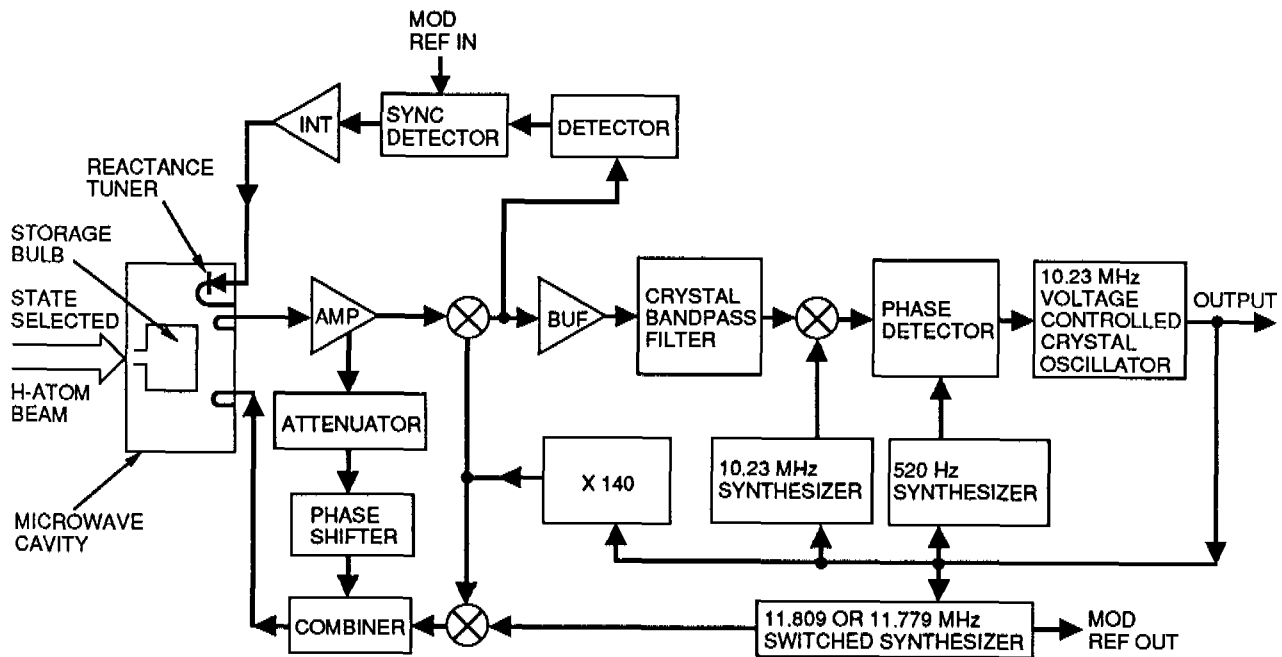 MOD
REF IN
INT
SYNC
DETECTOR
DETECTOR
REACTANCE
TUNER
STORAGE
BULB
STATE
SELECTED
H-ATOM
BEAM
MICROWAVE
CAVITY
AMP
BUF
CRYSTAL
BANDPASS
FILTER
PHASE
DETECTOR
10.23 MHz
VOLTAGE
CONTROLLED
CRYSTAL
OSCILLATOR
OUTPUT
ATTENUATOR
PHASE
SHIFTER
COMBINER
X 140
10.23 MHz
SYNTHESIZER
520 Hz
SYNTHESIZER
11.809 OR 11.779 MHz
SWITCHED SYNTHESIZER
MOD
REF OUT